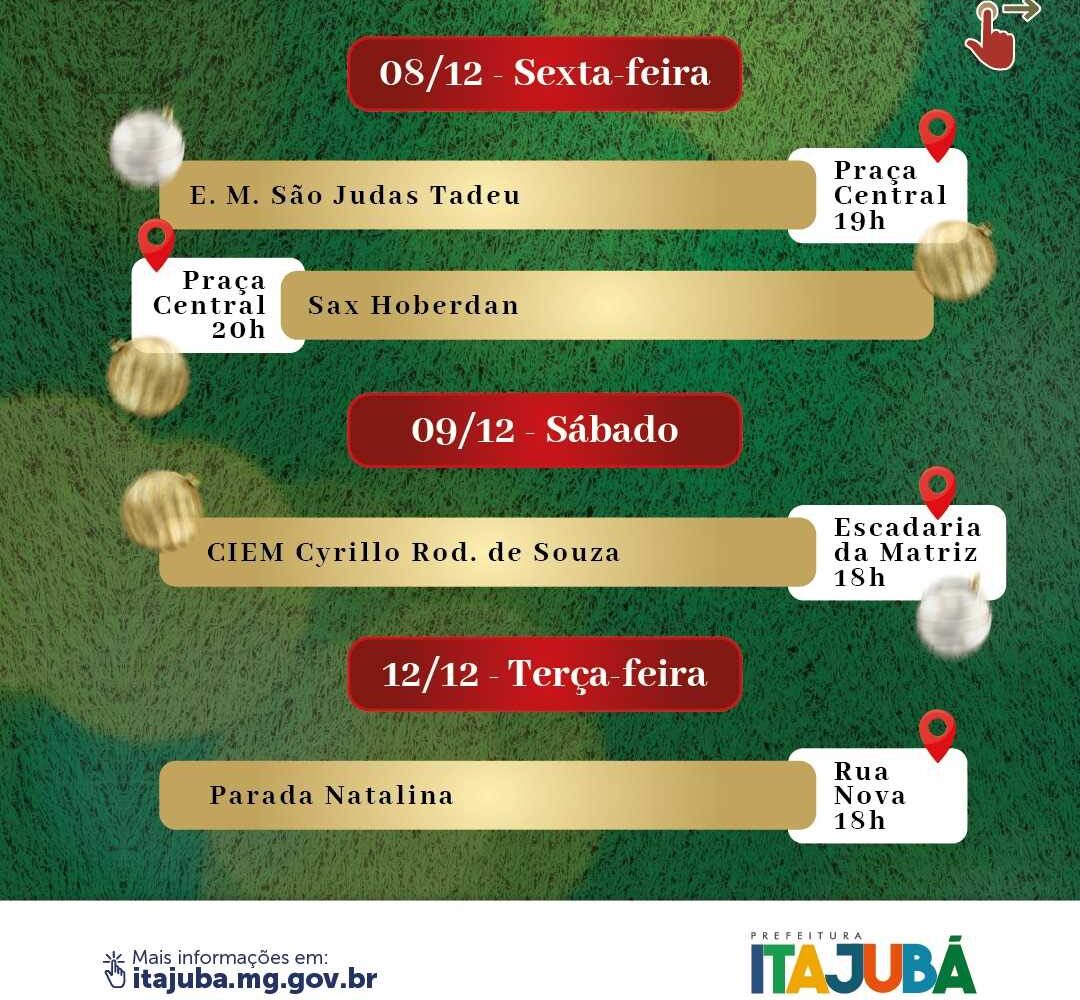 08/12 - Sexta-feira
E. M. São Judas Tadeu
Praça
Central
19h
Praça
Central
20h
Sax Hoberdan
09/12 - Sábado
CIEM Cyrillo Rod. de Souza
Escadaria
da Matriz
18h
12/12 - Terça-feira
Parada Natalina
Rua
Nova
18h
Mais informações em:
itajuba.mg.gov.br
PREFEITURA
ITAJUBÁ